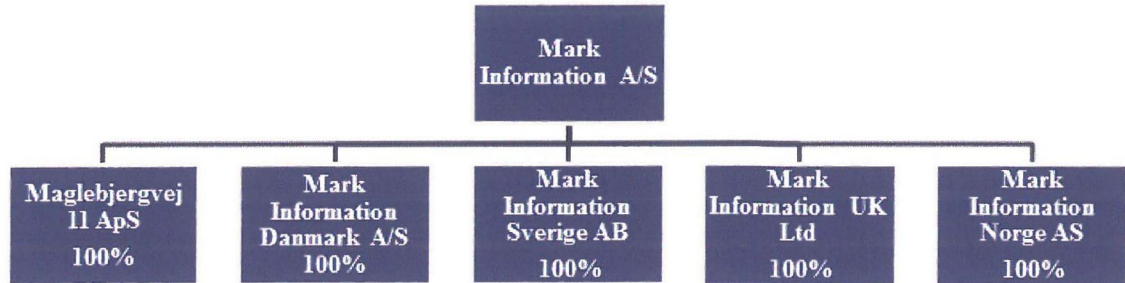 Mark
Information A/S
Maglebjergvej
11 ApS
100%
Mark
Information
Danmark A/S
100%
Mark
Information
Sverige AB
100%
Mark
Information UK
Ltd
100%
Mark
Information
Norge AS
100%